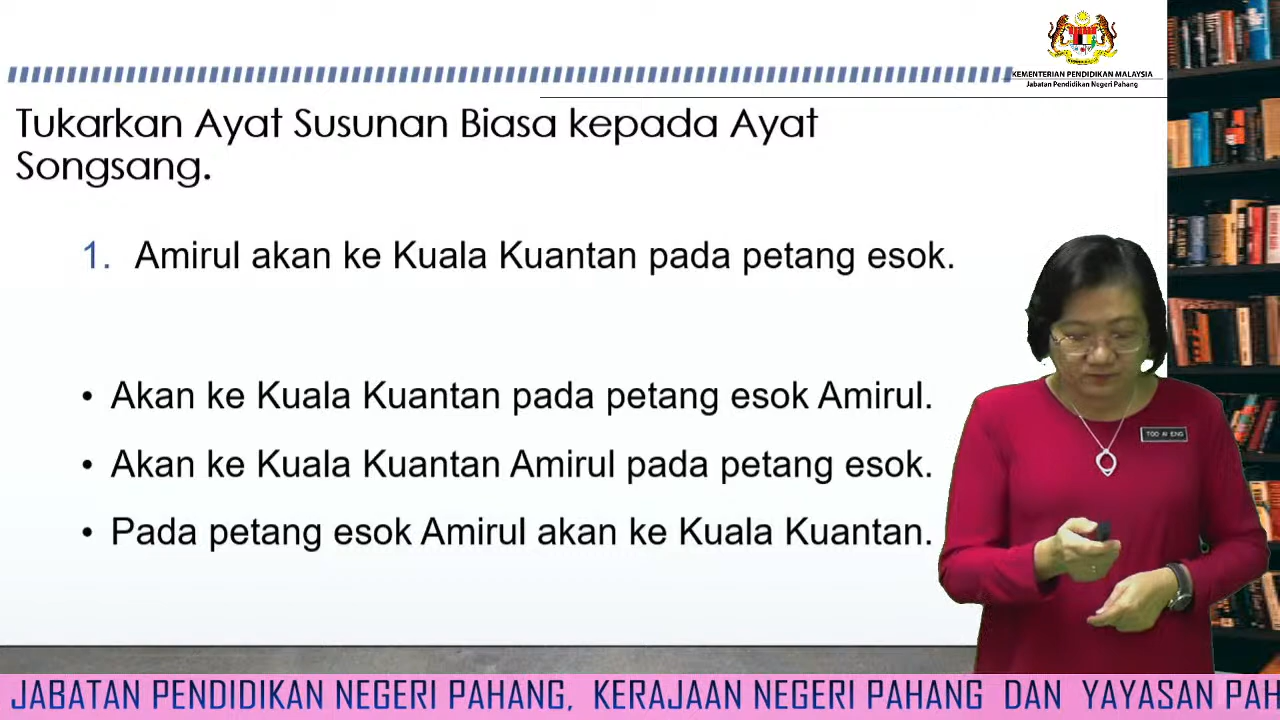 KEMENTERIAN PENDIDIKAN MALAYSIA
Jabatan Pendidikan Negeri Pahang
Tukarkan Ayat Susunan Biasa kepada Ayat
Songsang.
1. Amirul akan ke Kuala Kuantan pada petang esok.
• Akan ke Kuala Kuantan pada petang esok Amirul.
• Akan ke Kuala Kuantan Amirul pada petang esok.
• Pada petang esok Amirul akan ke Kuala Kuantan.
TOO AI ENG
JABATAN PENDIDIKAN NEGERI PAHANG, KERAJAAN NEGERI PAHANG DAN YAYASAN PAH